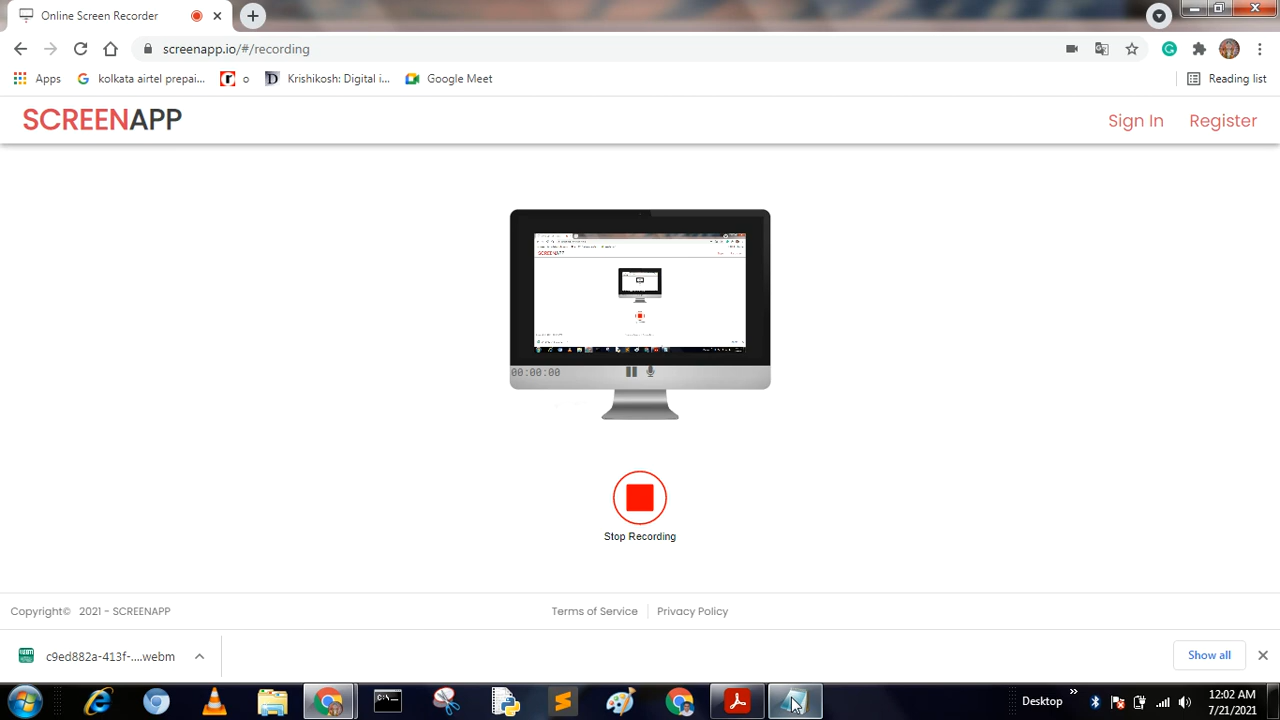 Online Screen Recorder
screenapp.io/#/recording
Apps
kolkata airtel prepai...
o
Krishikosh: Digital i...
Google Meet
Reading list
SCREENAPP
Sign In
Register
SCREENAPP
00:00:00
Stop Recording
Copyright© 2021 - SCREENAPP
Terms of Service
Privacy Policy
c9ed882a-413f-....webm
Show all
Desktop
12:02 AM
7/21/2021